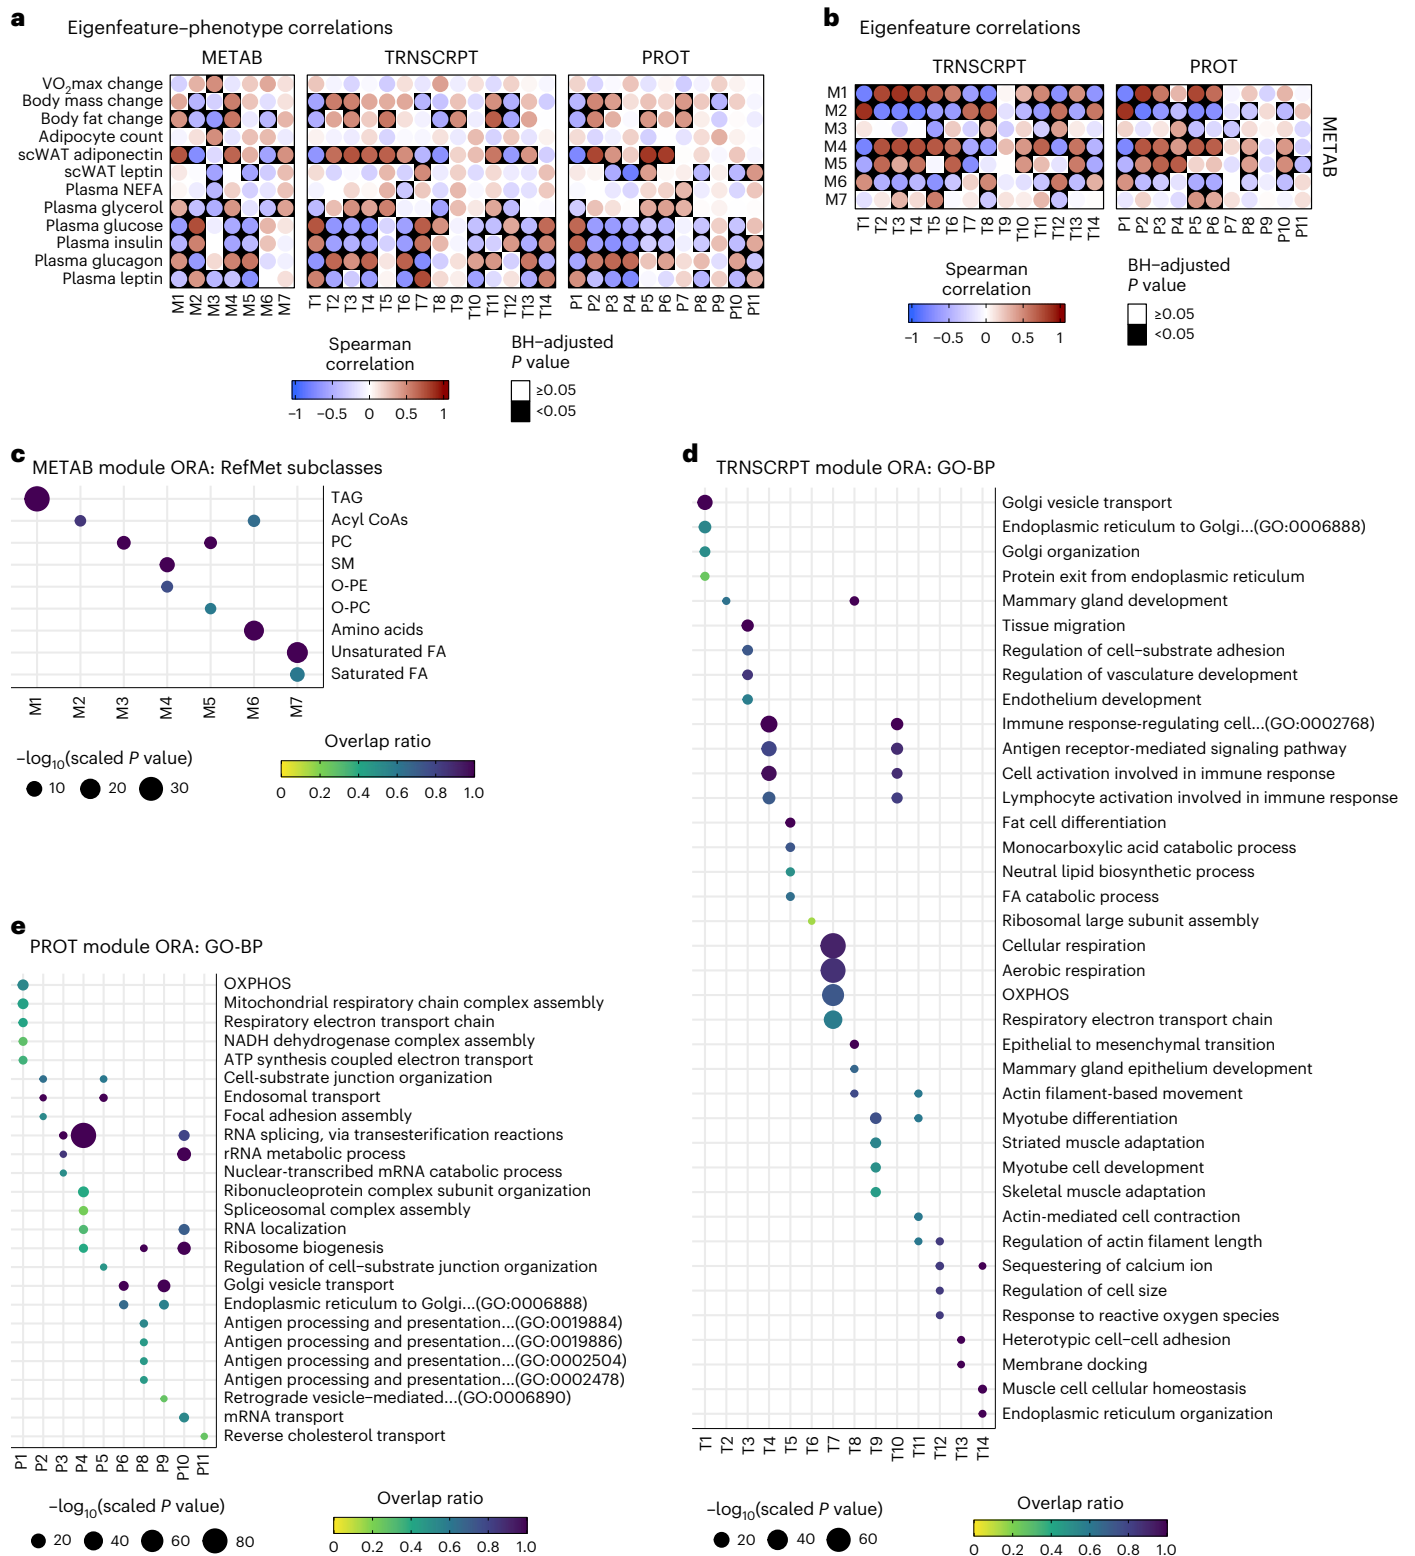 a
Eigenfeature–phenotype correlations
METAB
TRNSCRPT
PROT
VO2max change
Body mass change
Body fat change
Adipocyte count
scWAT adiponectin
scWAT leptin
Plasma NEFA
Plasma glycerol
Plasma glucose
Plasma insulin
Plasma glucagon
Plasma leptin
M1 M2 M3 M4 M5 M6 M7
T1 T2 T3 T4 T5 T6 T7 T8 T9 T10 T11 T12 T13 T14
P1 P2 P3 P4 P5 P6 P7 P8 P9 P10 P11
Spearman
correlation
−1 −0.5 0 0.5 1
BH–adjusted
P value
≥0.05
<0.05
b
Eigenfeature correlations
TRNSCRPT
PROT
M1
M2
M3
M4
M5
M6
M7
METAB
T1 T2 T3 T4 T5 T6 T7 T8 T9 T10 T11 T12 T13 T14
P1 P2 P3 P4 P5 P6 P7 P8 P9 P10 P11
Spearman
correlation
−1 −0.5 0 0.5 1
BH–adjusted
P value
≥0.05
<0.05
c
METAB module ORA: RefMet subclasses
TAG
Acyl CoAs
PC
SM
O-PE
O-PC
Amino acids
Unsaturated FA
Saturated FA
M1 M2 M3 M4 M5 M6 M7
−log10(scaled P value)
10 20 30
Overlap ratio
0 0.2 0.4 0.6 0.8 1.0
d
TRNSCRPT module ORA: GO-BP
Golgi vesicle transport
Endoplasmic reticulum to Golgi...(GO:0006888)
Golgi organization
Protein exit from endoplasmic reticulum
Mammary gland development
Tissue migration
Regulation of cell–substrate adhesion
Regulation of vasculature development
Endothelium development
Immune response-regulating cell...(GO:0002768)
Antigen receptor-mediated signaling pathway
Cell activation involved in immune response
Lymphocyte activation involved in immune response
Fat cell differentiation
Monocarboxylic acid catabolic process
Neutral lipid biosynthetic process
FA catabolic process
Ribosomal large subunit assembly
Cellular respiration
Aerobic respiration
OXPHOS
Respiratory electron transport chain
Epithelial to mesenchymal transition
Mammary gland epithelium development
Actin filament-based movement
Myotube differentiation
Striated muscle adaptation
Myotube cell development
Skeletal muscle adaptation
Actin-mediated cell contraction
Regulation of actin filament length
Sequestering of calcium ion
Regulation of cell size
Response to reactive oxygen species
Heterotypic cell–cell adhesion
Membrane docking
Muscle cell cellular homeostasis
Endoplasmic reticulum organization
T1 T2 T3 T4 T5 T6 T7 T8 T9 T10 T11 T12 T13 T14
−log10(scaled P value)
20 40 60
Overlap ratio
0 0.2 0.4 0.6 0.8 1.0
e
PROT module ORA: GO-BP
OXPHOS
Mitochondrial respiratory chain complex assembly
Respiratory electron transport chain
NADH dehydrogenase complex assembly
ATP synthesis coupled electron transport
Cell-substrate junction organization
Endosomal transport
Focal adhesion assembly
RNA splicing, via transesterification reactions
rRNA metabolic process
Nuclear-transcribed mRNA catabolic process
Ribonucleoprotein complex subunit organization
Spliceosomal complex assembly
RNA localization
Ribosome biogenesis
Regulation of cell–substrate junction organization
Golgi vesicle transport
Endoplasmic reticulum to Golgi...(GO:0006888)
Antigen processing and presentation...(GO:0019884)
Antigen processing and presentation...(GO:0019886)
Antigen processing and presentation...(GO:0002504)
Antigen processing and presentation...(GO:0002478)
Retrograde vesicle–mediated...(GO:0006890)
mRNA transport
Reverse cholesterol transport
P1 P2 P3 P4 P5 P6 P8 P9 P10 P11
−log10(scaled P value)
20 40 60 80
Overlap ratio
0 0.2 0.4 0.6 0.8 1.0